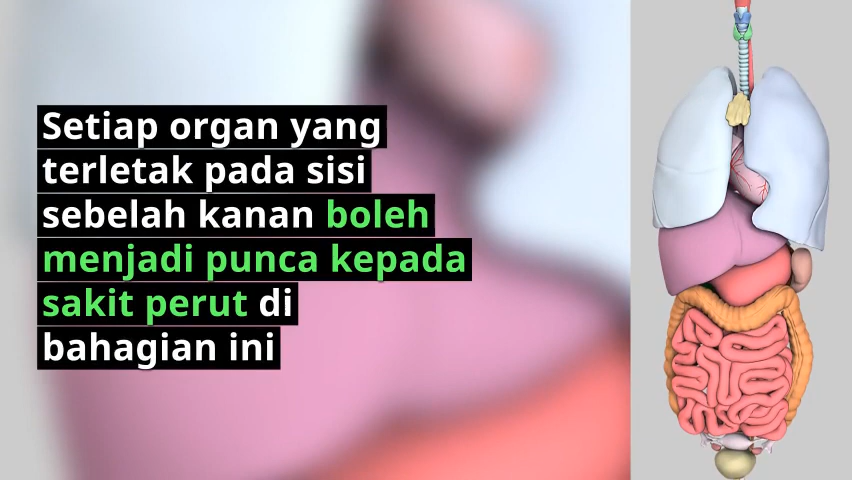 Setiap organ yang
terletak pada sisi
sebelah kanan boleh
menjadi punca kepada
sakit perut di
bahagian ini